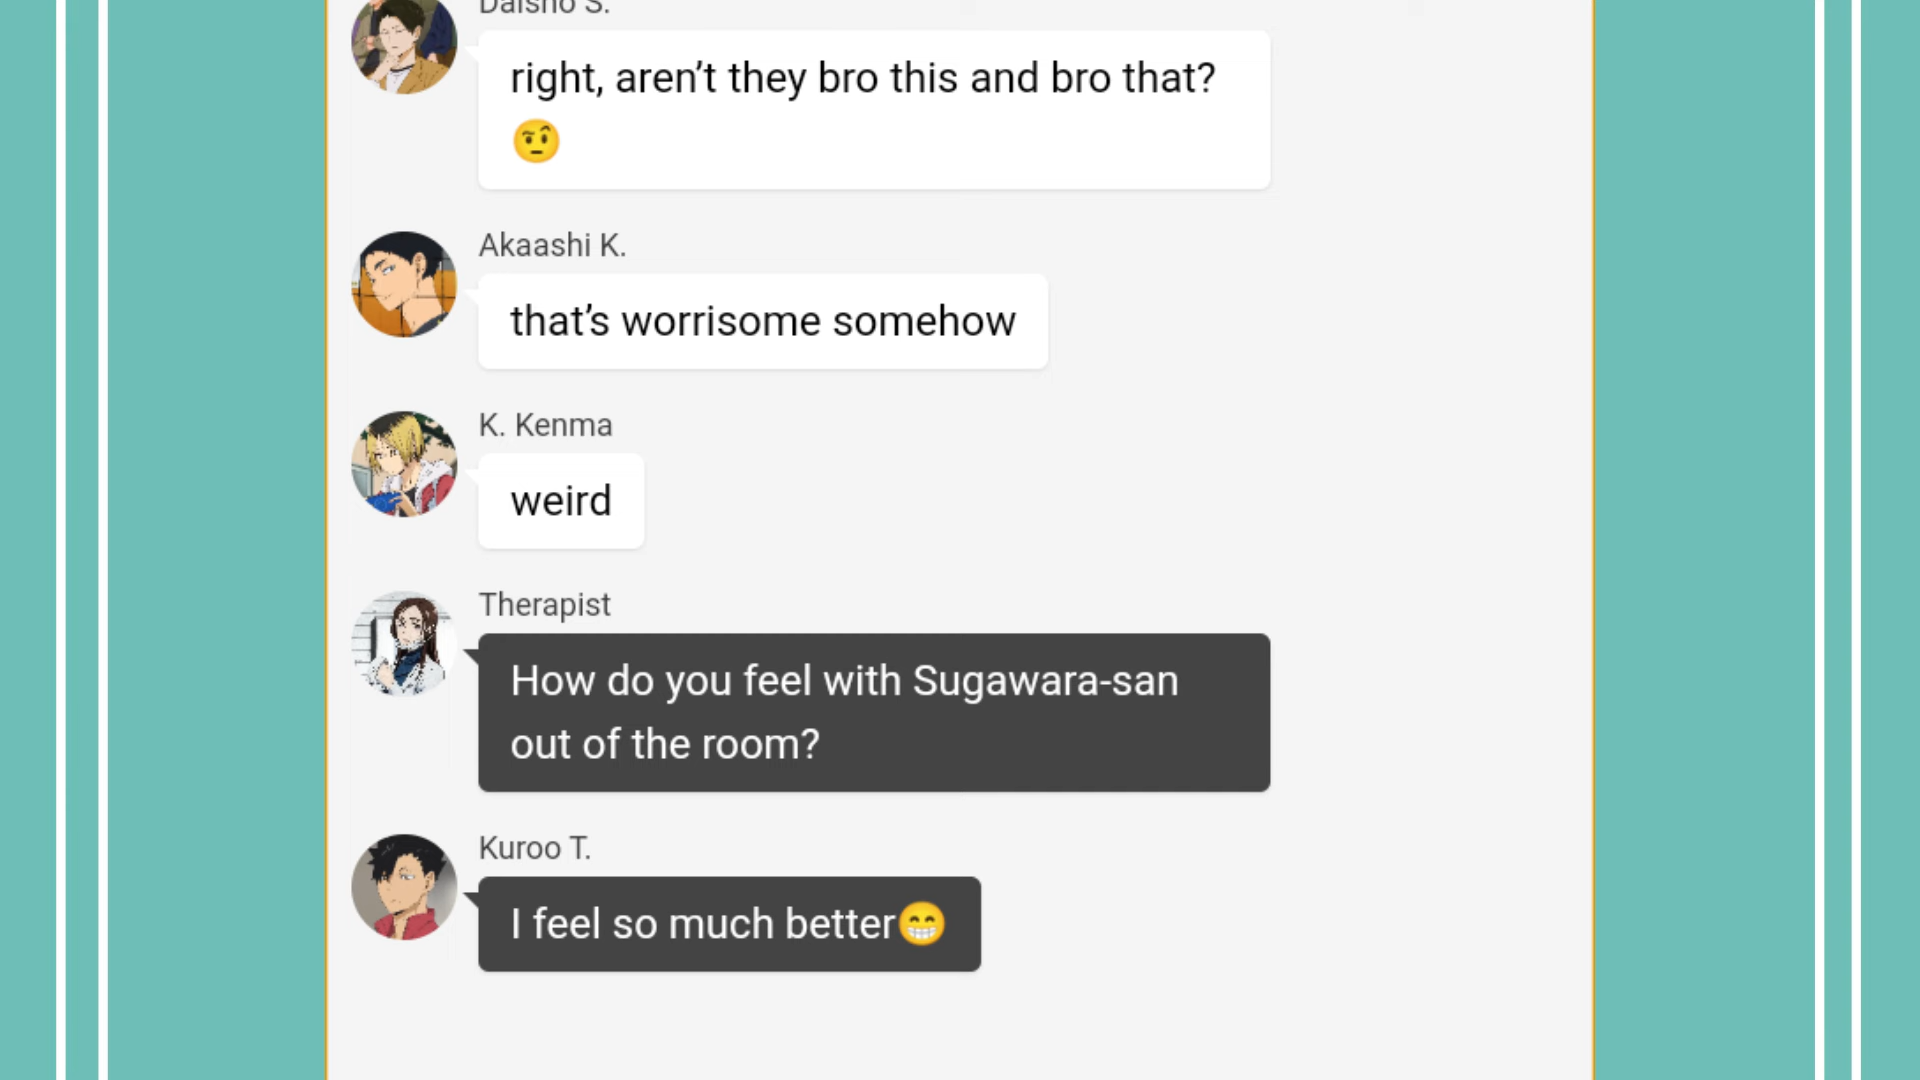 Daisho S.
right, aren't they bro this and bro that?
🤨
Akaashi K.
that's worrisome somehow
K. Kenma
weird
Therapist
How do you feel with Sugawara-san
out of the room?
Kuroo T.
I feel so much better😁